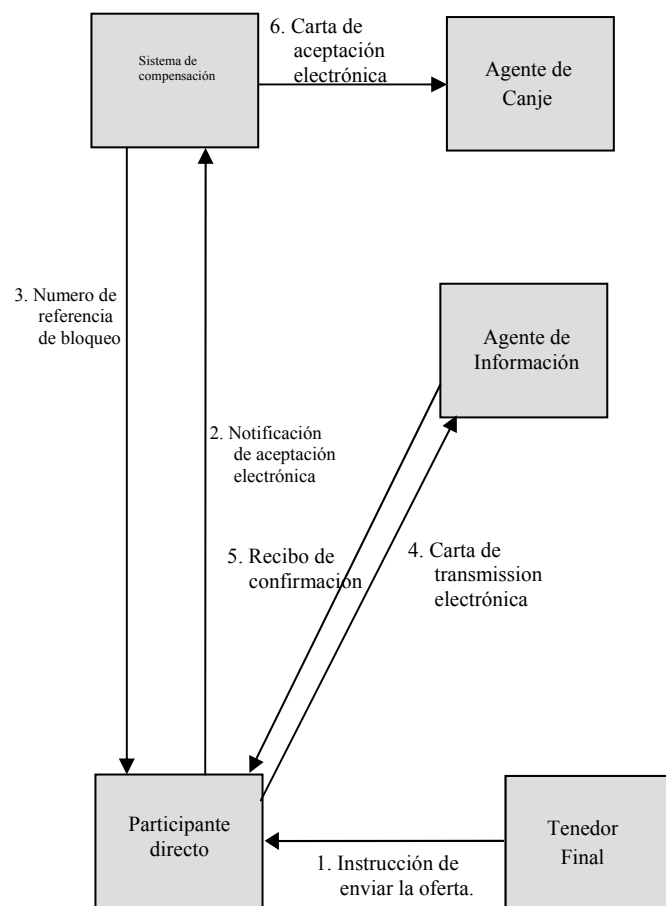 6. Carta de
aceptación
electrónica
Sistema de
compensación
Agente de
Canje
3. Numero de
referencia
de bloqueo
Agente de
Información
2. Notificación
de aceptación
electrónica
5. Recibo de
confirmacion
4. Carta de
transmission
electrónica
Participante
directo
1. Instrucción de
enviar la oferta.
Tenedor
Final